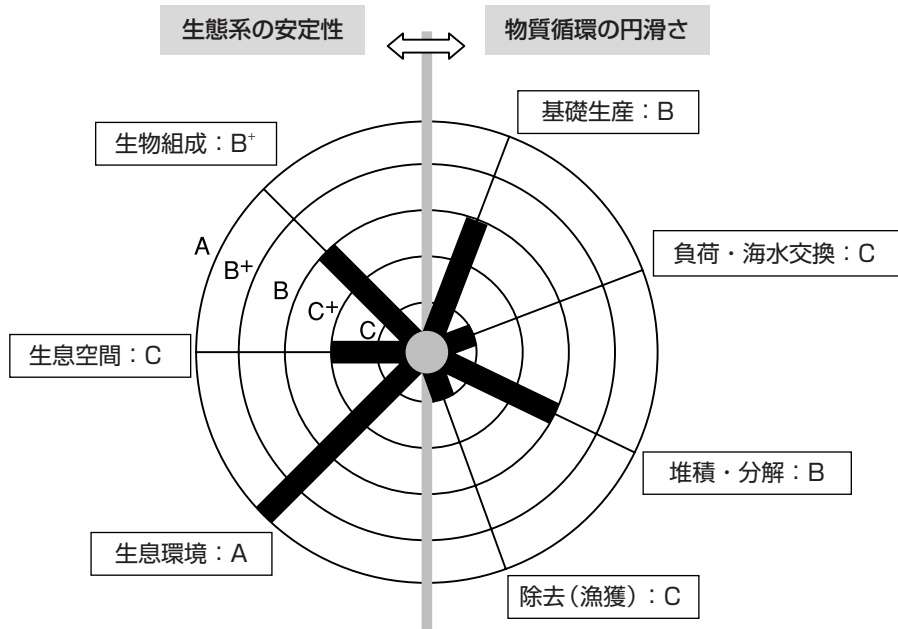 生態系の安定性
物質循環の円滑さ
基礎生産：B
生物組成：B⁺
負荷・海水交換：C
A
B⁺
B
C⁺
C
生息空間：C
堆積・分解：B
生息環境：A
除去（漁獲）：C